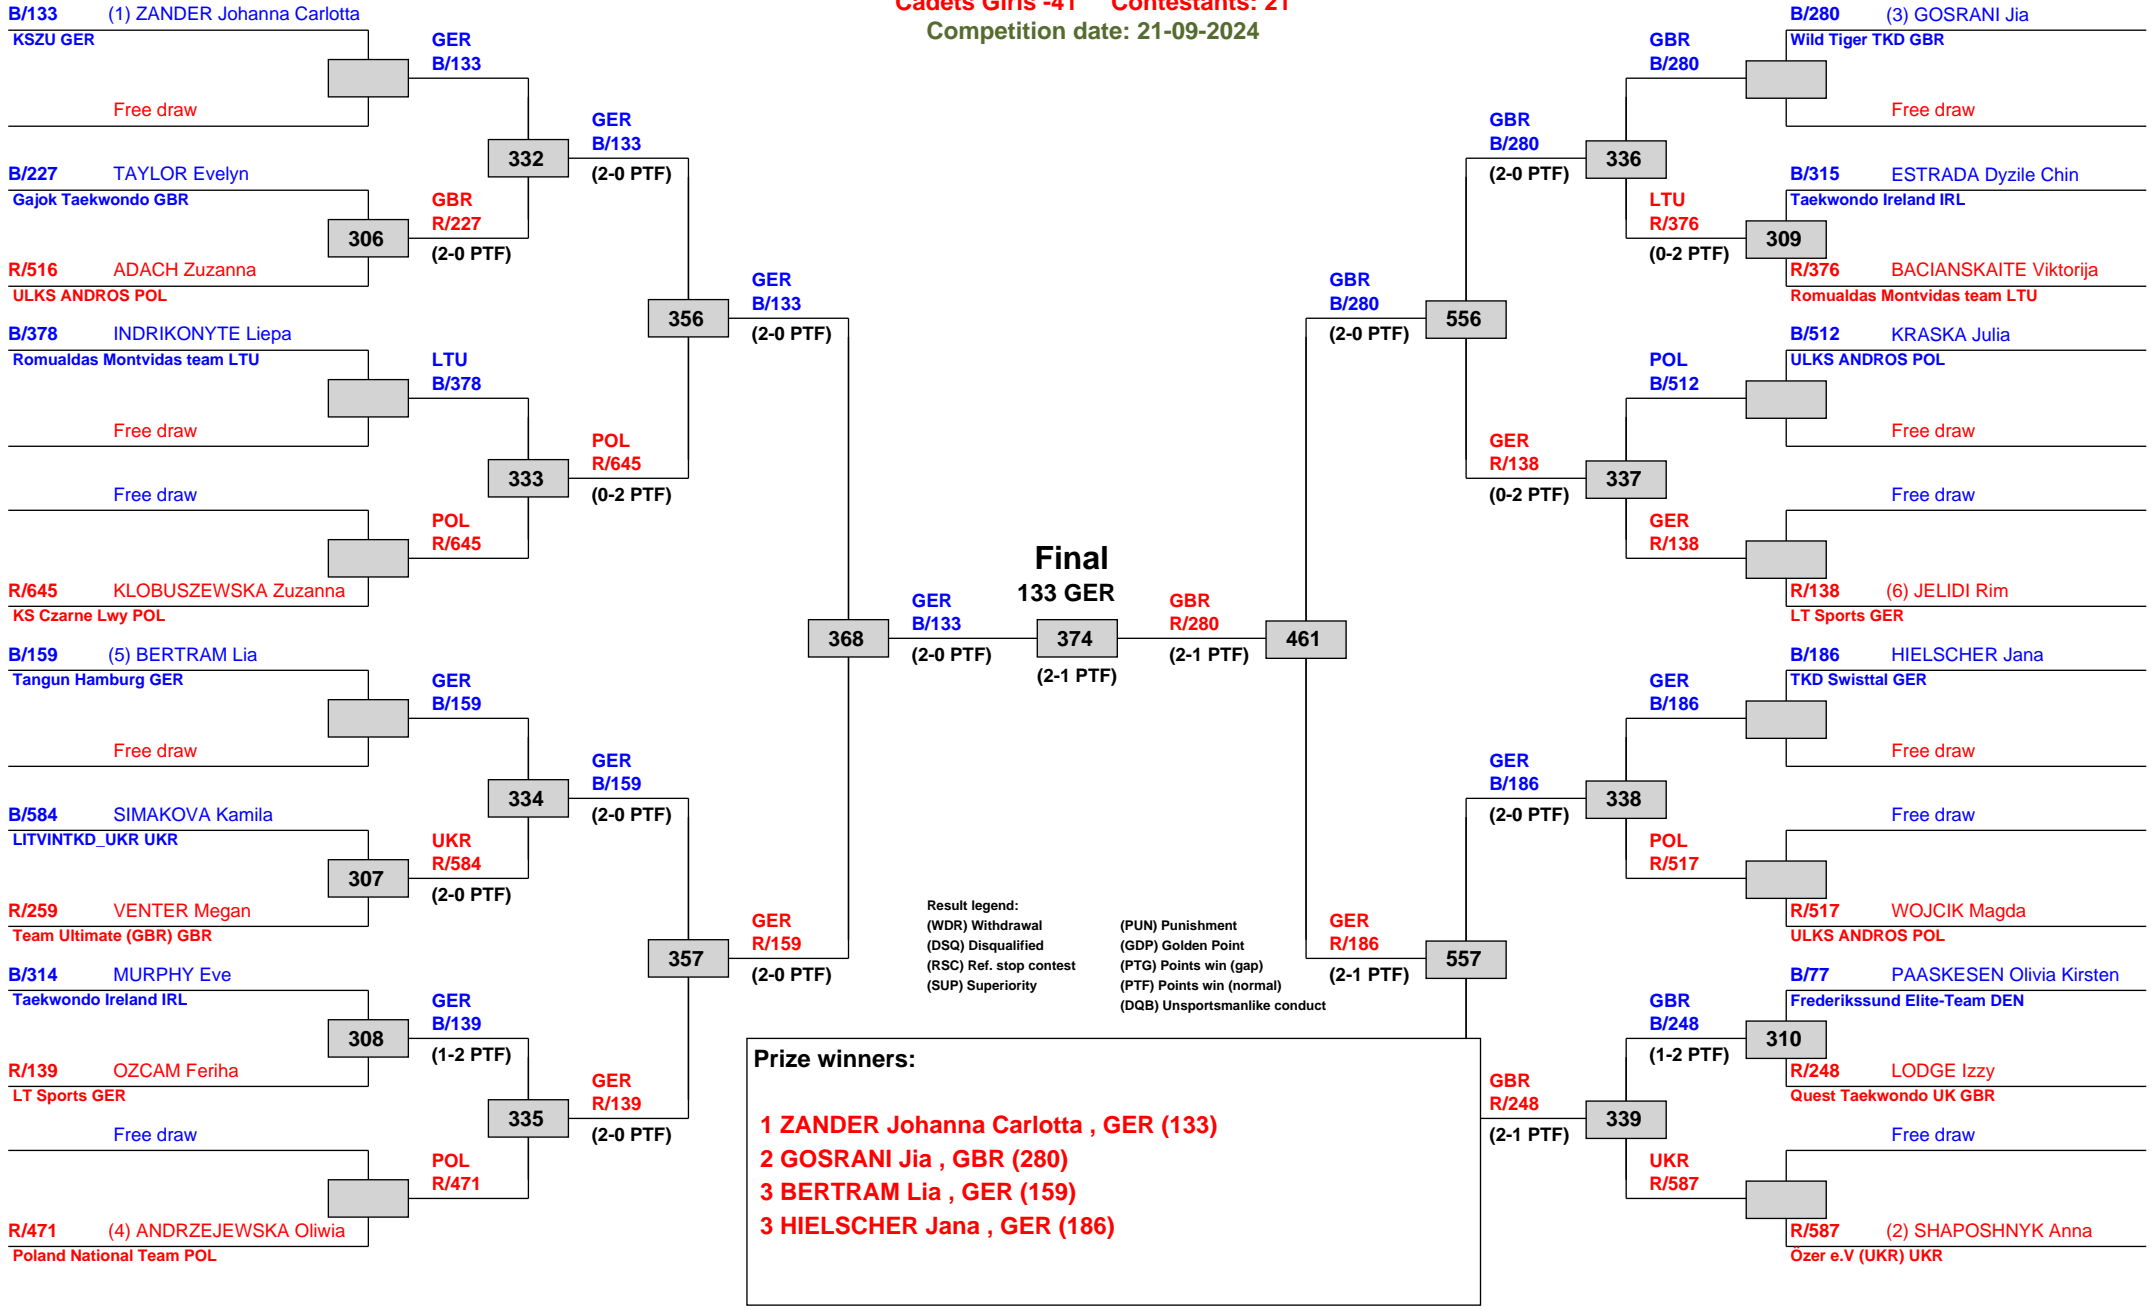 Cadets Girls -41 Contestants: 21
Competition date: 21-09-2024
B/133 (1) ZANDER Johanna Carlotta
KSZU GER
Free draw
B/227 TAYLOR Evelyn
Gajok Taekwondo GBR
306
R/516 ADACH Zuzanna
ULKS ANDROS POL
B/378 INDRIKONYTE Liepa
Romualdas Montvidas team LTU
Free draw
Free draw
R/645 KLOBUSZEWSKA Zuzanna
KS Czarne Lwy POL
B/159 (5) BERTRAM Lia
Tangun Hamburg GER
Free draw
B/584 SIMAKOVA Kamila
LITVINTKD_UKR UKR
307
R/259 VENTER Megan
Team Ultimate (GBR) GBR
B/314 MURPHY Eve
Taekwondo Ireland IRL
308
R/139 OZCAM Feriha
LT Sports GER
Free draw
R/471 (4) ANDRZEJEWSKA Oliwia
Poland National Team POL
GER
B/133
332
GBR
R/227
(2-0 PTF)
LTU
B/378
333
POL
R/645
GER
B/159
334
UKR
R/584
(2-0 PTF)
GER
B/139
(1-2 PTF)
335
POL
R/471
GER
B/133
(2-0 PTF)
356
POL
R/645
(0-2 PTF)
GER
B/159
(2-0 PTF)
357
GER
R/139
(2-0 PTF)
GER
B/133
(2-0 PTF)
368
GER
R/159
(2-0 PTF)
GER
B/133
(2-0 PTF)
Final
133 GER
374
(2-1 PTF)
GBR
R/280
(2-1 PTF)
461
GBR
B/280
(2-0 PTF)
556
GER
R/186
(2-1 PTF)
557
GBR
B/280
(2-0 PTF)
336
GER
R/138
(0-2 PTF)
337
GER
B/186
(2-0 PTF)
338
GBR
R/248
(2-1 PTF)
339
GBR
B/280
LTU
R/376
(0-2 PTF)
309
POL
B/512
GER
R/138
GER
B/186
POL
R/517
GBR
B/248
(1-2 PTF)
310
UKR
R/587
B/280 (3) GOSRANI Jia
Wild Tiger TKD GBR
Free draw
B/315 ESTRADA Dyzile Chin
Taekwondo Ireland IRL
R/376 BACIANSKAITE Viktorija
Romualdas Montvidas team LTU
B/512 KRASKA Julia
ULKS ANDROS POL
Free draw
Free draw
R/138 (6) JELIDI Rim
LT Sports GER
B/186 HIELSCHER Jana
TKD Swisttal GER
Free draw
Free draw
R/517 WOJCIK Magda
ULKS ANDROS POL
B/77 PAASKESEN Olivia Kirsten
Frederikssund Elite-Team DEN
R/248 LODGE Izzy
Quest Taekwondo UK GBR
Free draw
R/587 (2) SHAPOSHNYK Anna
Özer e.V (UKR) UKR
Result legend:
(WDR) Withdrawal (PUN) Punishment
(DSQ) Disqualified (GDP) Golden Point
(RSC) Ref. stop contest (PTG) Points win (gap)
(SUP) Superiority (PTF) Points win (normal)
(DQB) Unsportsmanlike conduct
Prize winners:
1 ZANDER Johanna Carlotta , GER (133)
2 GOSRANI Jia , GBR (280)
3 BERTRAM Lia , GER (159)
3 HIELSCHER Jana , GER (186)